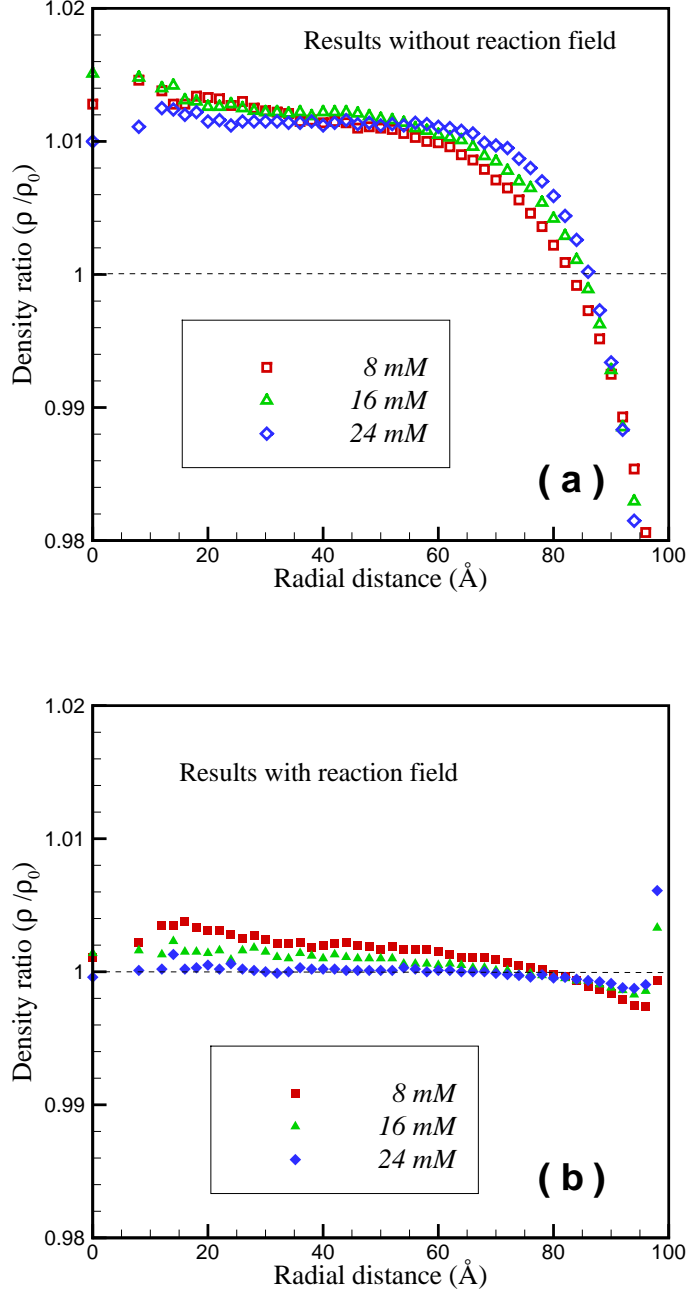 Results without reaction field
Density ratio (ρ /ρ0)
1.02
1.01
1
0.99
0.98
8 mM
16 mM
24 mM
( a )
0 20 40 60 80 100
Radial distance (Å)
Results with reaction field
Density ratio (ρ /ρ0)
1.02
1.01
1
0.99
0.98
8 mM
16 mM
24 mM
( b )
0 20 40 60 80 100
Radial distance (Å)